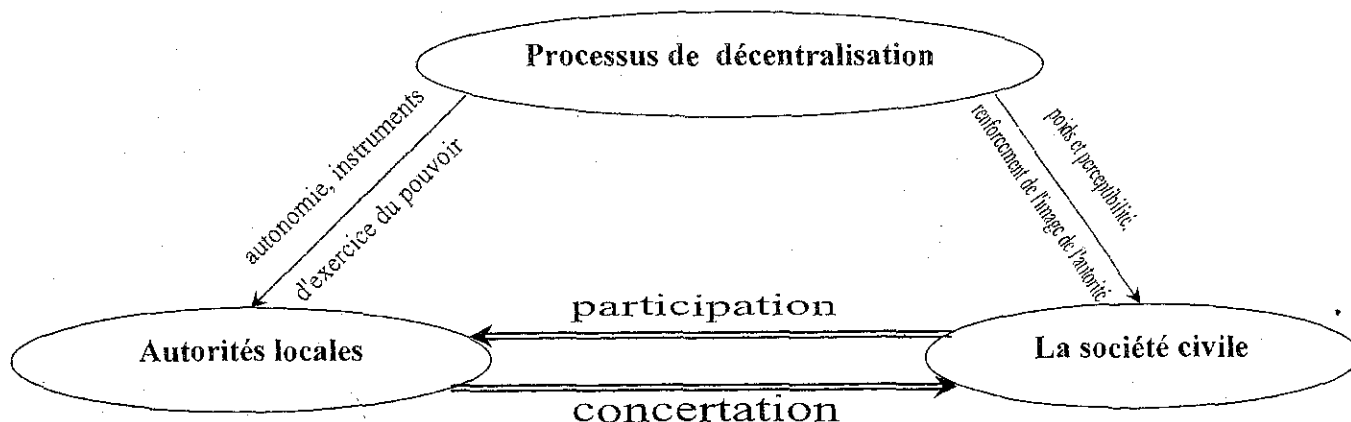 Processus de décentralisation
autonomie, instruments
d'exercice du pouvoir
poids et perceptibilité,
renforcement de l'image de l'autorité,
participation
Autorités locales
La société civile
concertation